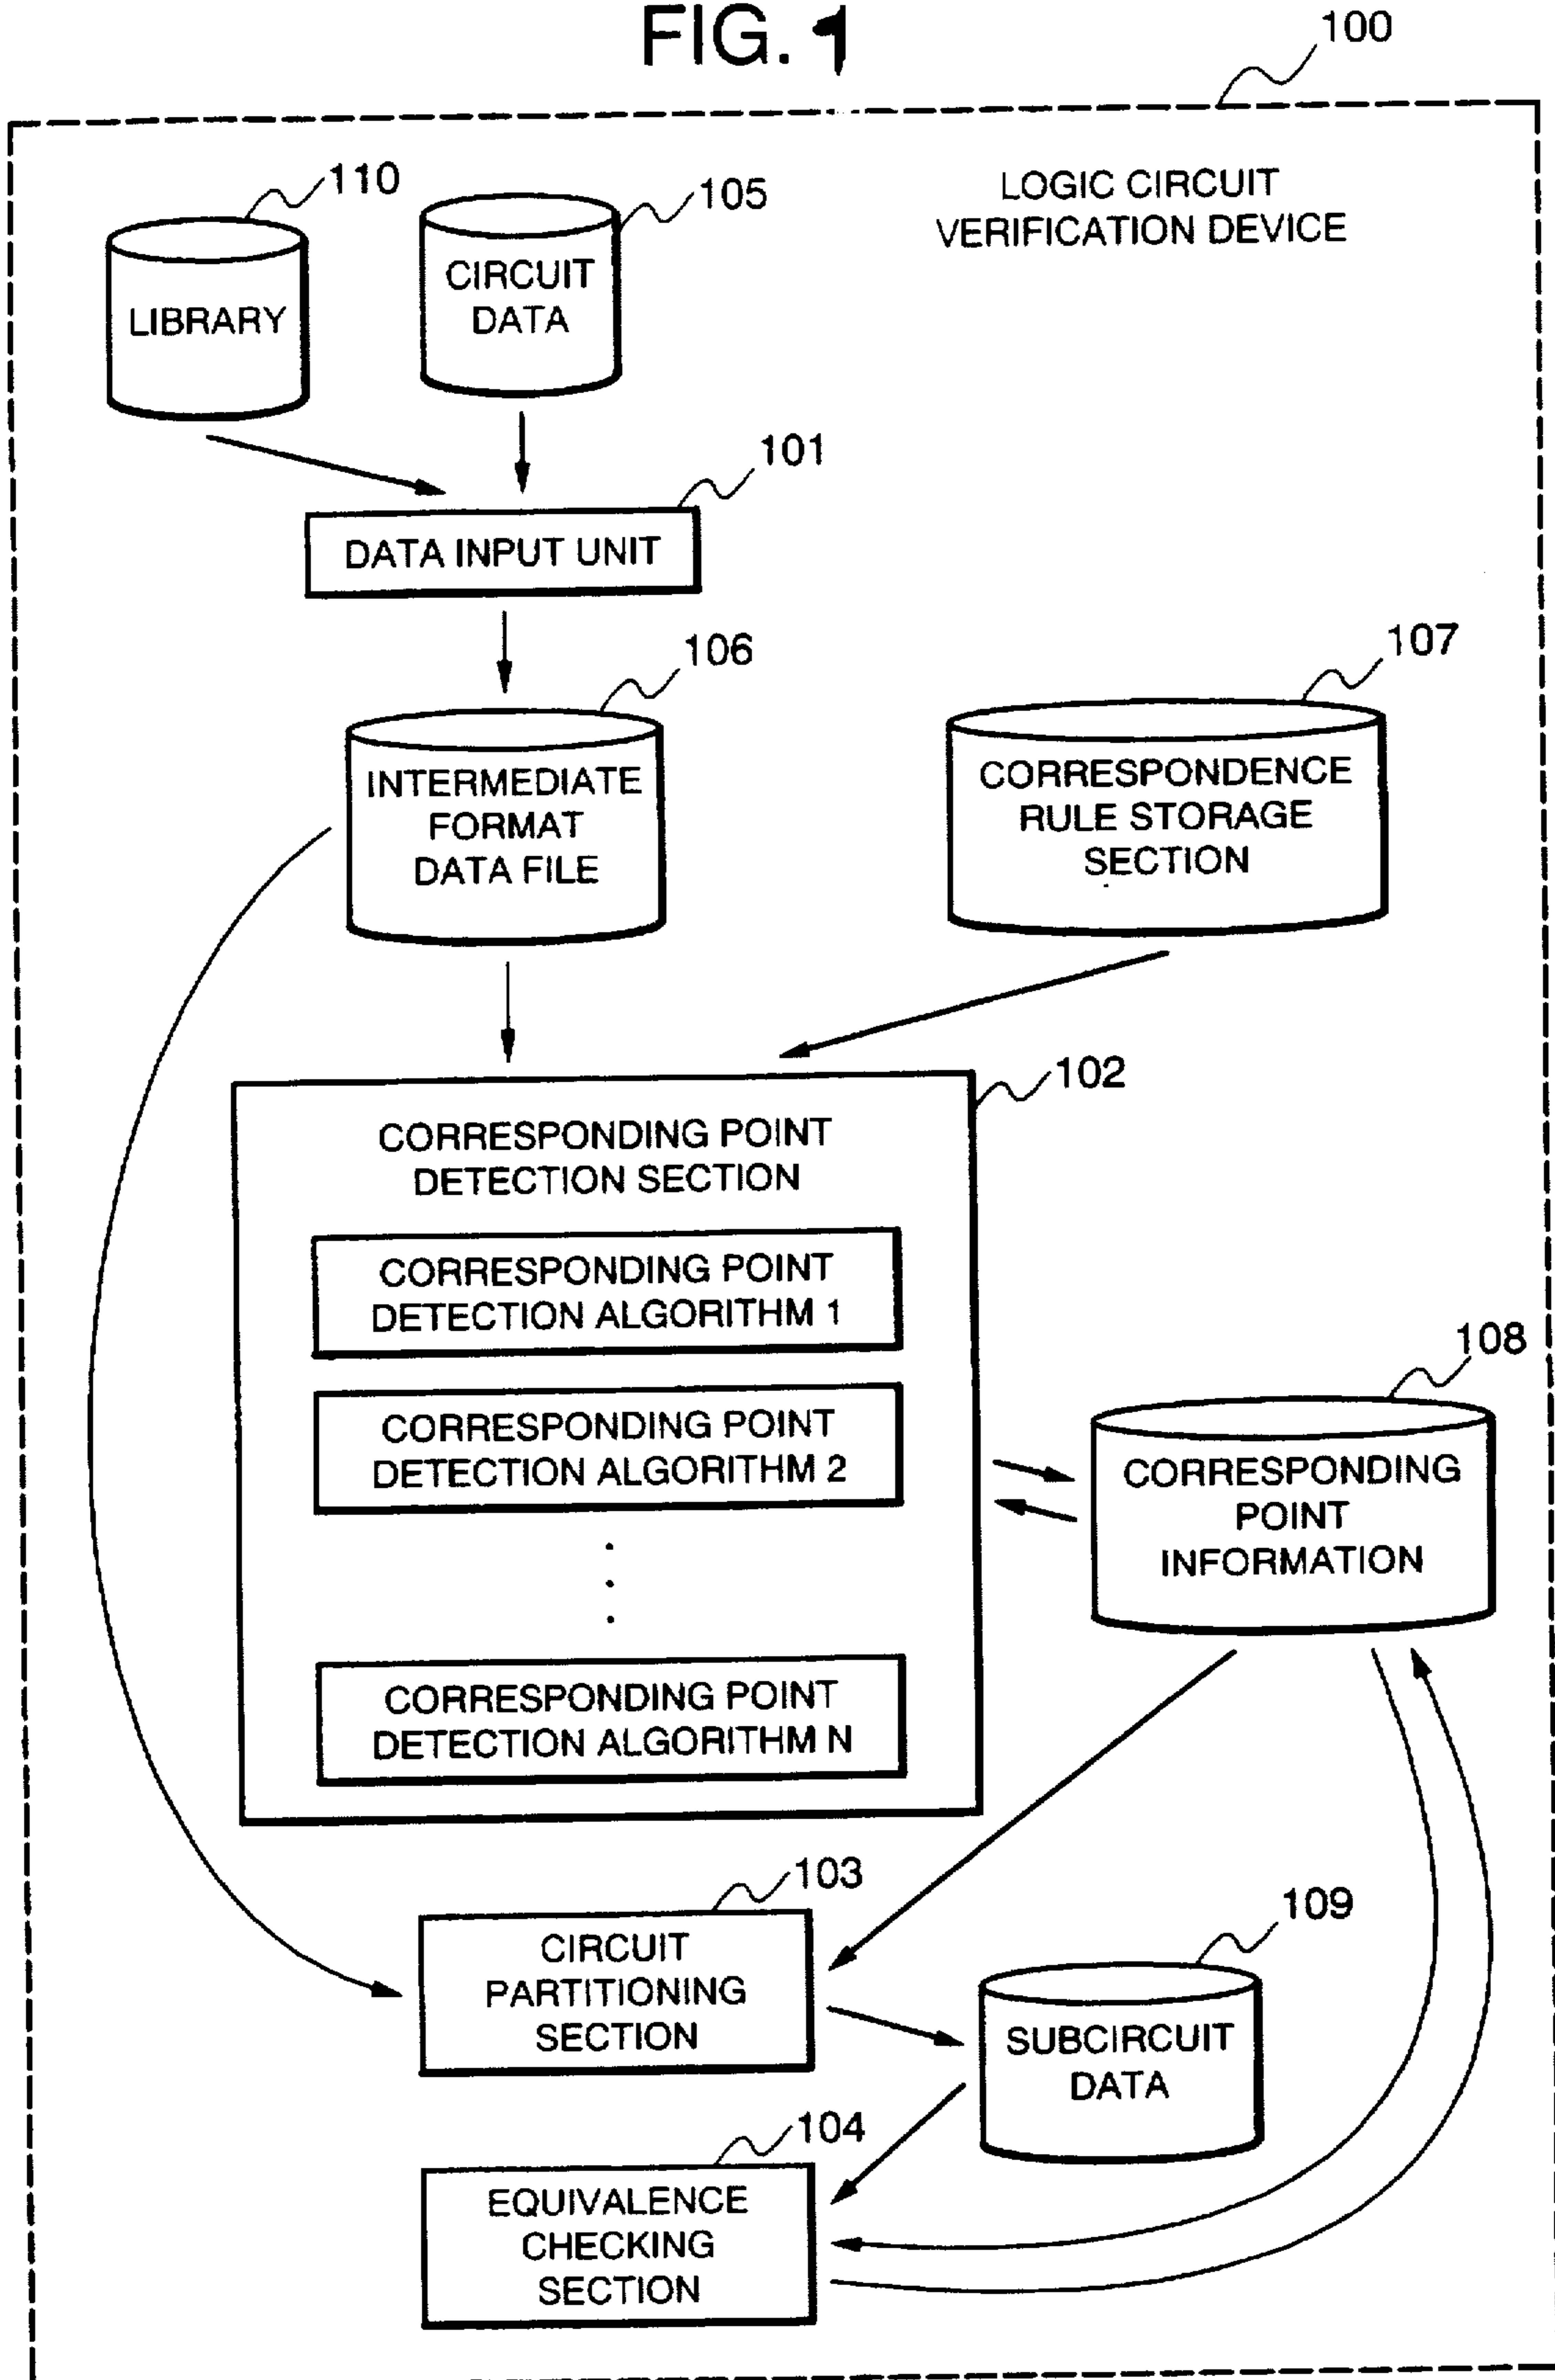 FIG. 1
100
LOGIC CIRCUIT
VERIFICATION DEVICE
110
105
LIBRARY
CIRCUIT
DATA
101
DATA INPUT UNIT
106
107
INTERMEDIATE
FORMAT
DATA FILE
CORRESPONDENCE
RULE STORAGE
SECTION
102
CORRESPONDING POINT
DETECTION SECTION
CORRESPONDING POINT
DETECTION ALGORITHM 1
CORRESPONDING POINT
DETECTION ALGORITHM 2
.
.
.
CORRESPONDING POINT
DETECTION ALGORITHM N
108
CORRESPONDING
POINT
INFORMATION
103
CIRCUIT
PARTITIONING
SECTION
109
SUBCIRCUIT
DATA
104
EQUIVALENCE
CHECKING
SECTION